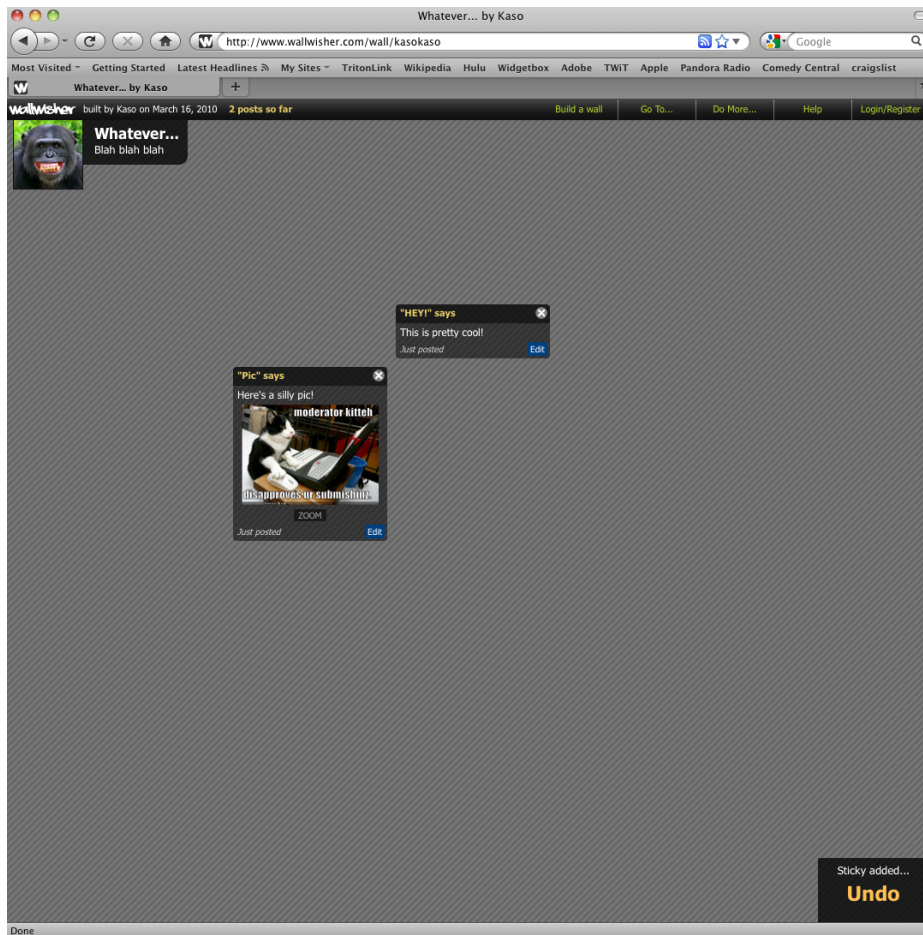 Whatever... by Kaso
http://www.wallwisher.com/wall/kasokaso
Google
Most Visited Getting Started Latest Headlines My Sites TritonLink Wikipedia Hulu Widgetbox Adobe TWiT Apple Pandora Radio Comedy Central craigslist
W Whatever... by Kaso +
wallwisher built by Kaso on March 16, 2010 2 posts so far Build a wall Go To... Do More... Help Login/Register
Whatever...
Blah blah blah
"HEY!" says
This is pretty cool!
Just posted Edit
"Pic" says
Here's a silly pic!
moderator kitteh
disapproves ur submishinz.
ZOOM
Just posted Edit
Sticky added...
Undo
Done